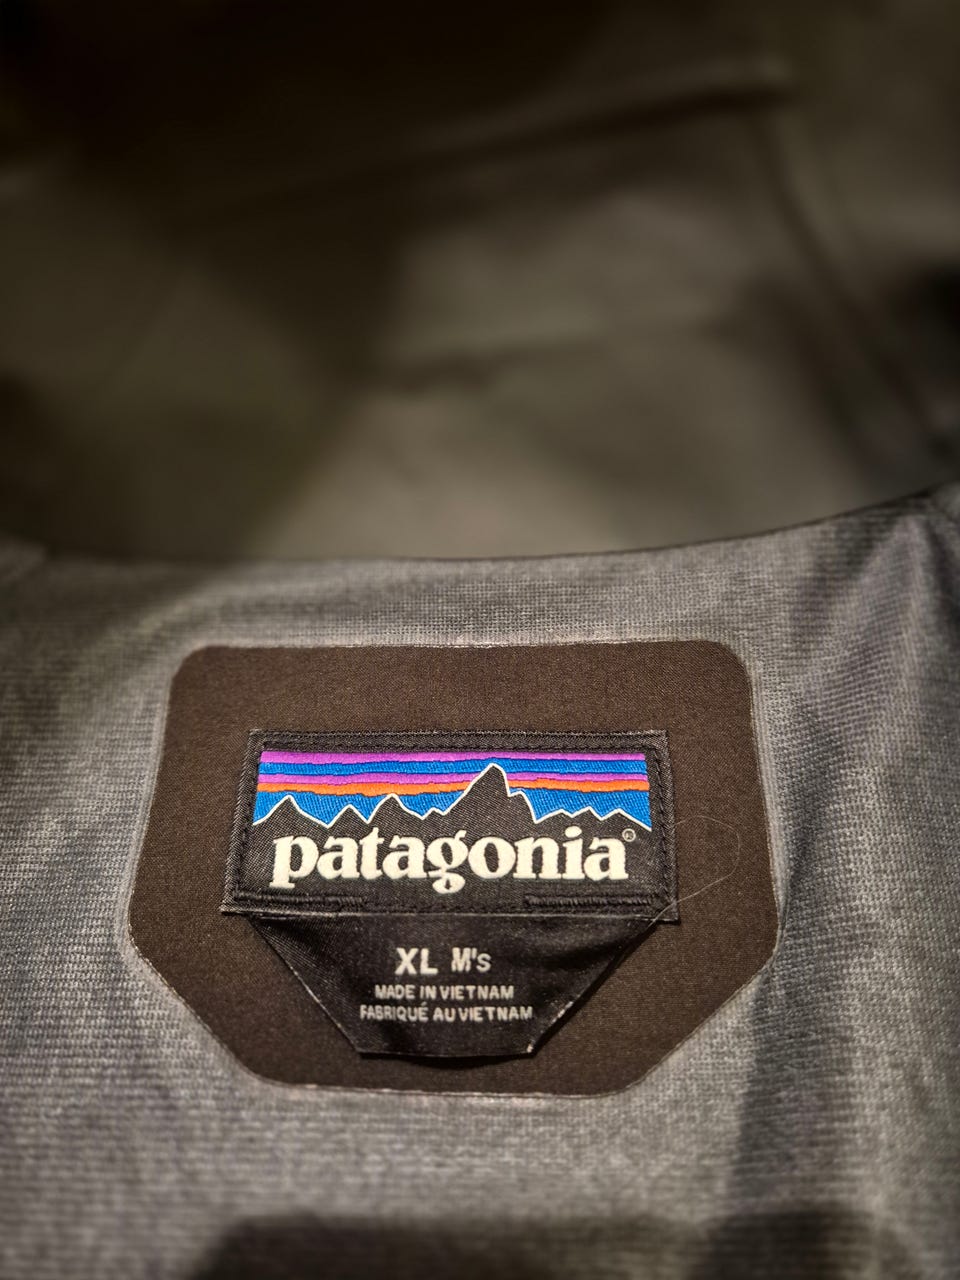 patagonia®
XL M's
MADE IN VIETNAM
FABRIQUÉ AU VIETNAM